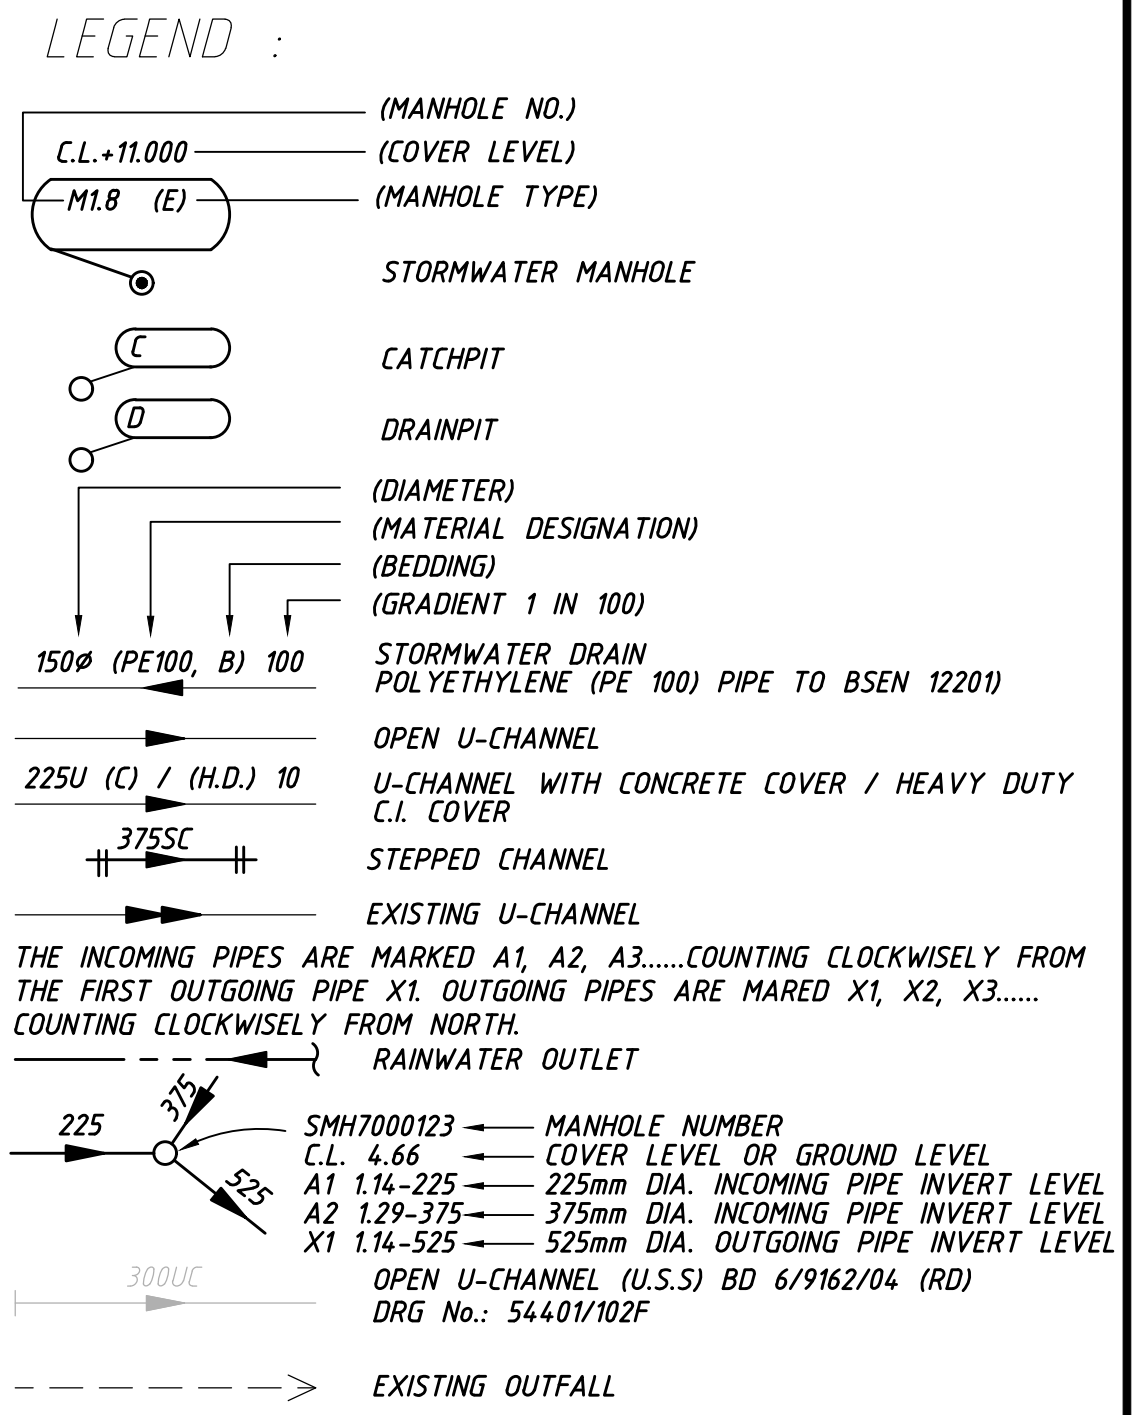 LEGEND :
(MANHOLE NO.)
C.L.+11.000 (COVER LEVEL)
M1.8 (E) (MANHOLE TYPE)
STORMWATER MANHOLE
C CATCHPIT
D DRAINPIT
(DIAMETER)
(MATERIAL DESIGNATION)
(BEDDING)
(GRADIENT 1 IN 100)
150ø (PE100, B) 100 STORMWATER DRAIN
POLYETHYLENE (PE 100) PIPE TO BSEN 12201)
OPEN U-CHANNEL
225U (C) / (H.D.) 10 U-CHANNEL WITH CONCRETE COVER / HEAVY DUTY
C.I. COVER
375SC STEPPED CHANNEL
EXISTING U-CHANNEL
THE INCOMING PIPES ARE MARKED A1, A2, A3......COUNTING CLOCKWISELY FROM
THE FIRST OUTGOING PIPE X1. OUTGOING PIPES ARE MARED X1, X2, X3......
COUNTING CLOCKWISELY FROM NORTH.
RAINWATER OUTLET
375
225
525
SMH7000123 MANHOLE NUMBER
C.L. 4.66 COVER LEVEL OR GROUND LEVEL
A1 1.14-225 225mm DIA. INCOMING PIPE INVERT LEVEL
A2 1.29-375 375mm DIA. INCOMING PIPE INVERT LEVEL
X1 1.14-525 525mm DIA. OUTGOING PIPE INVERT LEVEL
300UC OPEN U-CHANNEL (U.S.S) BD 6/9162/04 (RD)
DRG No.: 54401/102F
EXISTING OUTFALL